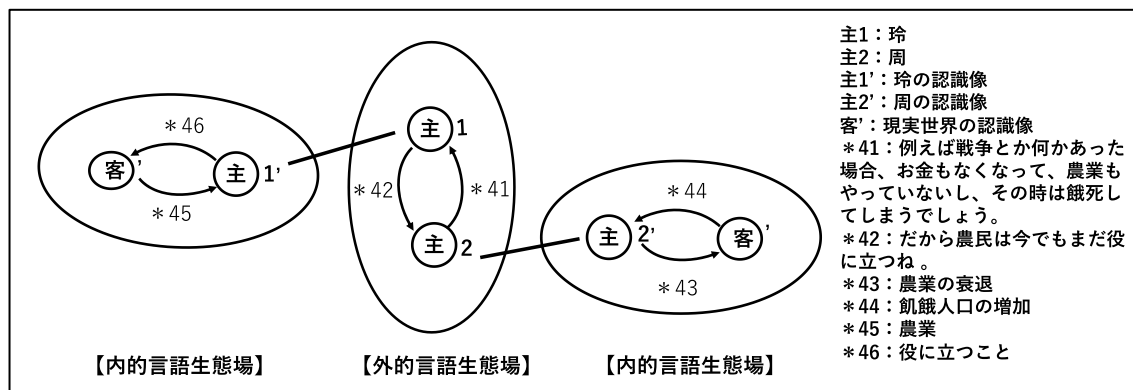 ＊46
客'
主 1'
＊45
主 1
＊42
＊41
主 2
＊44
主 2'
客'
＊43
【内的言語生態場】
【外的言語生態場】
【内的言語生態場】
主1：玲
主2：周
主1'：玲の認識像
主2'：周の認識像
客'：現実世界の認識像
＊41：例えば戦争とか何かあった
場合、お金もなくなって、農業も
やっていないし、その時は餓死し
てしまうでしょう。
＊42：だから農民は今でもまだ役
に立つね 。
＊43：農業の衰退
＊44：飢餓人口の増加
＊45：農業
＊46：役に立つこと